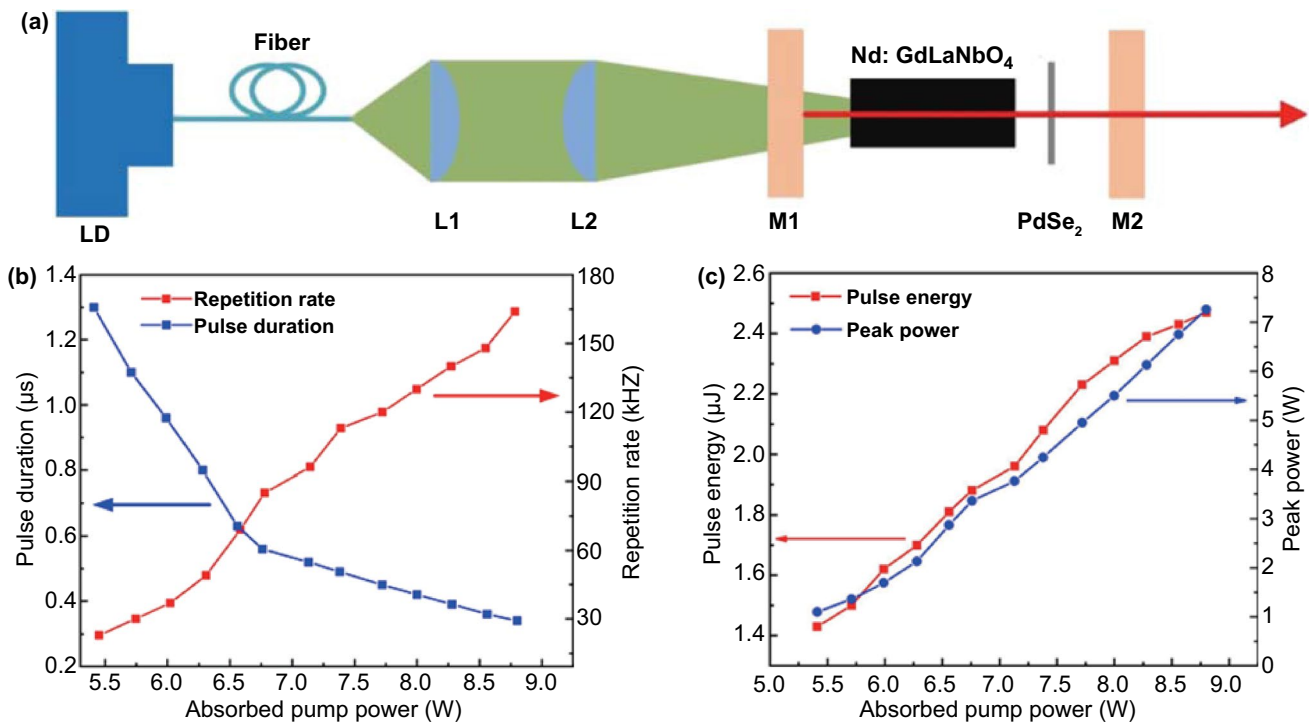 (a)
Fiber
Nd: GdLaNbO₄
LD
L1
L2
M1
PdSe₂
M2
(b)
Repetition rate
Pulse duration
Pulse duration (μs)
1.4
1.2
1.0
0.8
0.6
0.4
0.2
Repetition rate (kHZ)
180
150
120
90
60
30
5.5 6.0 6.5 7.0 7.5 8.0 8.5 9.0
Absorbed pump power (W)
(c)
Pulse energy
Peak power
Pulse energy (μJ)
2.6
2.4
2.2
2.0
1.8
1.6
1.4
Peak power (W)
8
7
6
5
4
3
2
1
0
5.0 5.5 6.0 6.5 7.0 7.5 8.0 8.5 9.0
Absorbed pump power (W)